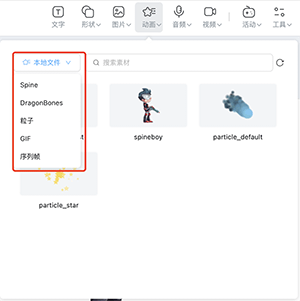 文字 形状 图片 动画 音频 视频 活动 工具
本地文件 搜索素材
Spine
DragonBones
粒子
GIF
序列帧
t
spineboy
particle_default
particle_star